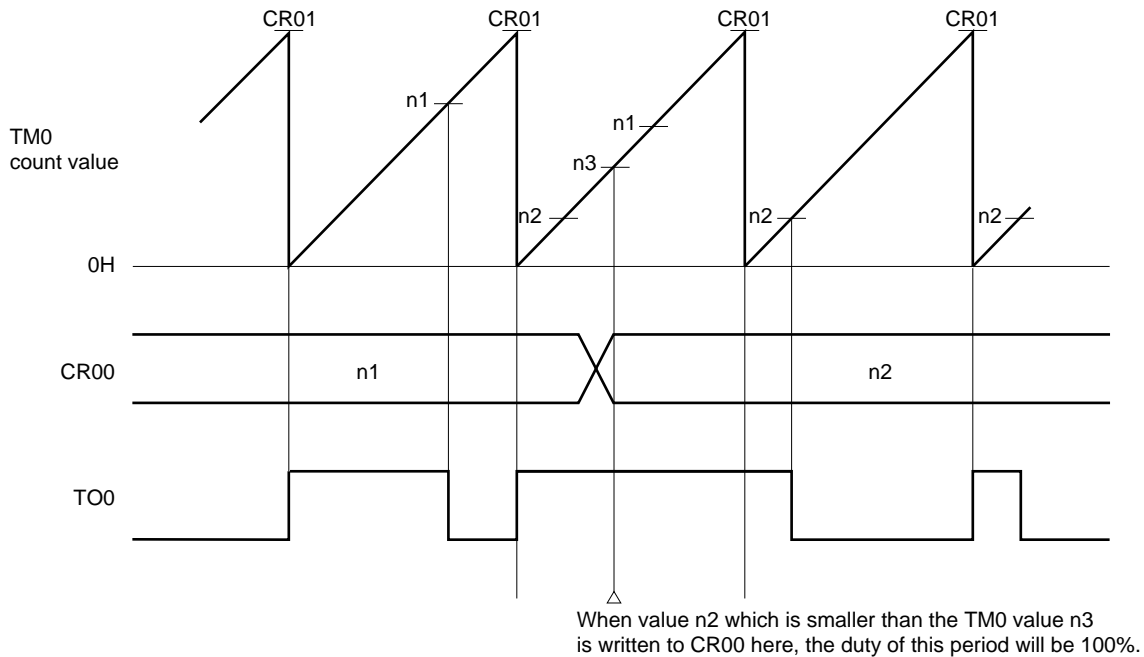 CR01 CR01 CR01 CR01
n1
n1
TM0
count value
n3
n2 n2 n2
0H
CR00 n1 n2
TO0
When value n2 which is smaller than the TM0 value n3
is written to CR00 here, the duty of this period will be 100%.